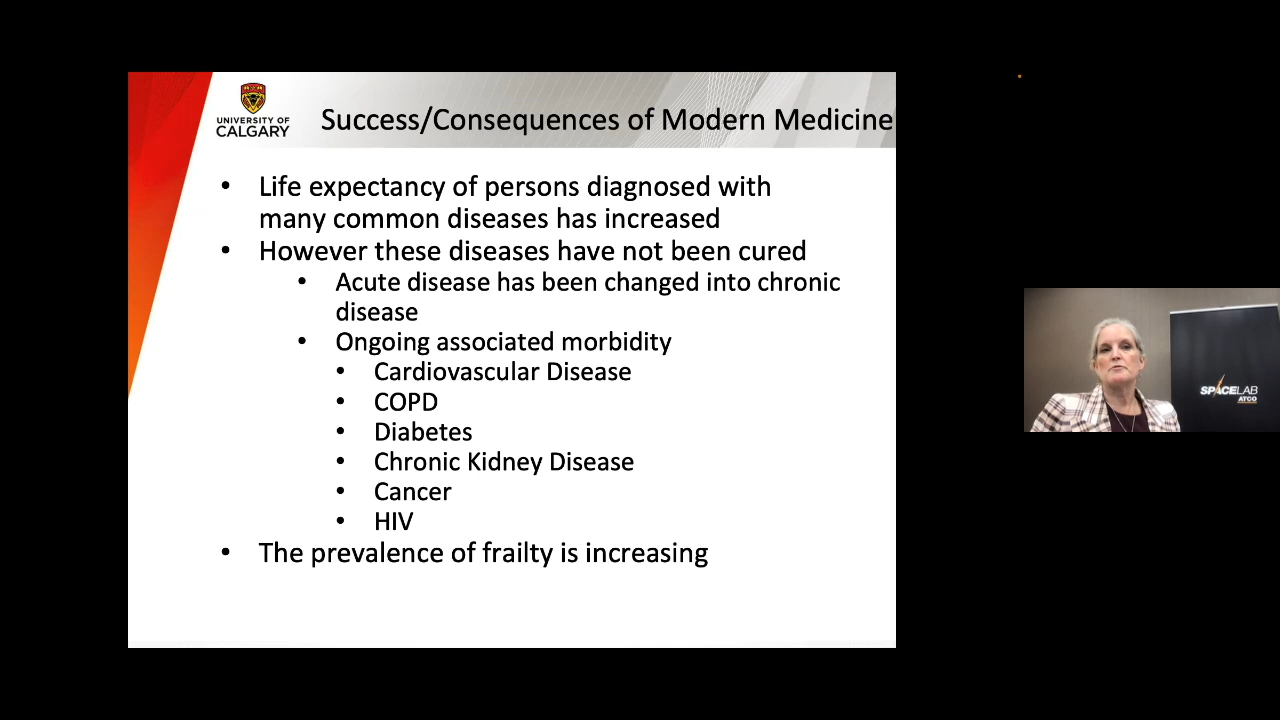 UNIVERSITY OF
CALGARY
Success/Consequences of Modern Medicine
• Life expectancy of persons diagnosed with
many common diseases has increased
• However these diseases have not been cured
• Acute disease has been changed into chronic
disease
• Ongoing associated morbidity
• Cardiovascular Disease
• COPD
• Diabetes
• Chronic Kidney Disease
• Cancer
• HIV
• The prevalence of frailty is increasing
SPACELAB
ATCO